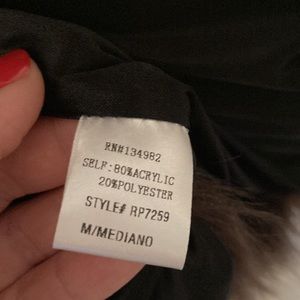 RN#134982
SELF:80%ACRYLIC
20%POLYESTER
STYLE# RP7259
M/MEDIANO